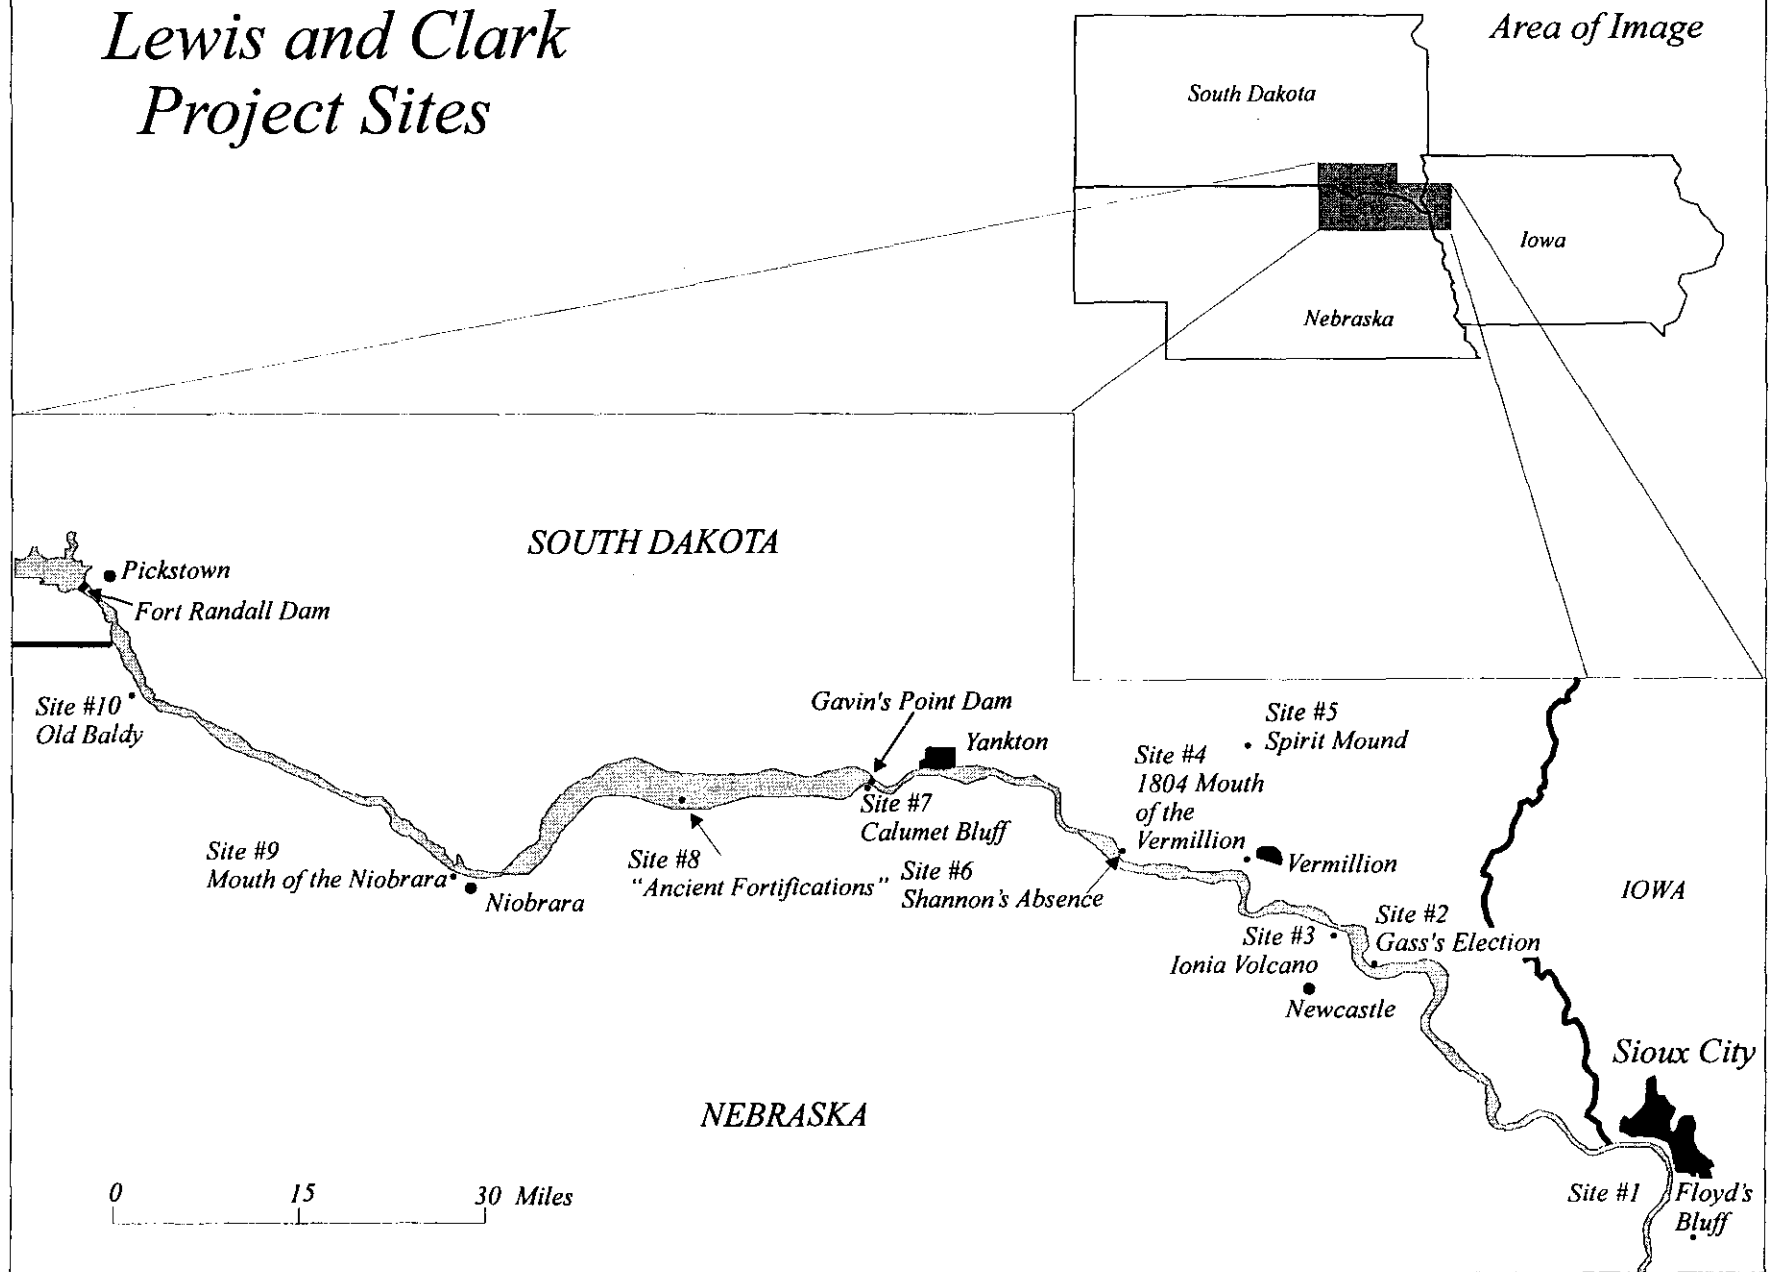 Lewis and Clark
Project Sites
Area of Image
South Dakota
Iowa
Nebraska
SOUTH DAKOTA
Pickstown
Fort Randall Dam
Site #10
Old Baldy
Gavin's Point Dam
Yankton
Site #5
Spirit Mound
Site #4
1804 Mouth
of the
Vermillion
Vermillion
Site #7
Calumet Bluff
Site #9
Mouth of the Niobrara
Niobrara
Site #8
"Ancient Fortifications"
Site #6
Shannon's Absence
IOWA
Site #2
Gass's Election
Site #3
Ionia Volcano
Newcastle
Sioux City
NEBRASKA
0 15 30 Miles
Site #1 Floyd's
Bluff